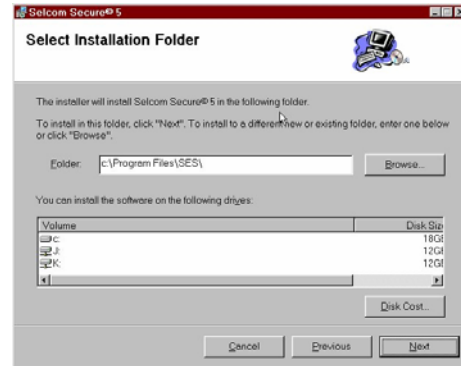 Selcom Secure® 5
Select Installation Folder
The installer will install Selcom Secure® 5 in the following folder.
To install in this folder, click "Next". To install to a different new or existing folder, enter one below
or click "Browse".
Folder: c:\Program Files\SES\ Browse...
You can install the software on the following drives:
Volume Disk Siz
c: 18GB
J: 12GB
K: 12GB
Disk Cost...
Cancel Previous Next